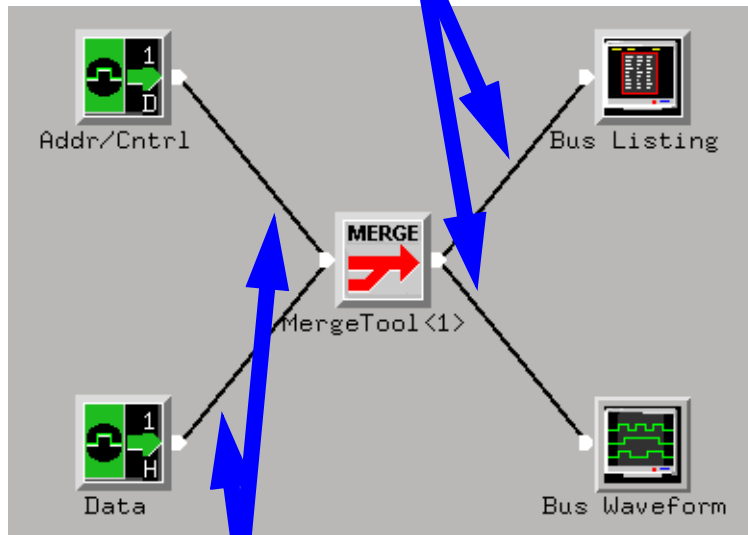 1
D
Addr/Cntrl
Bus Listing
MERGE
MergeTool<1>
1
H
Data
Bus Waveform